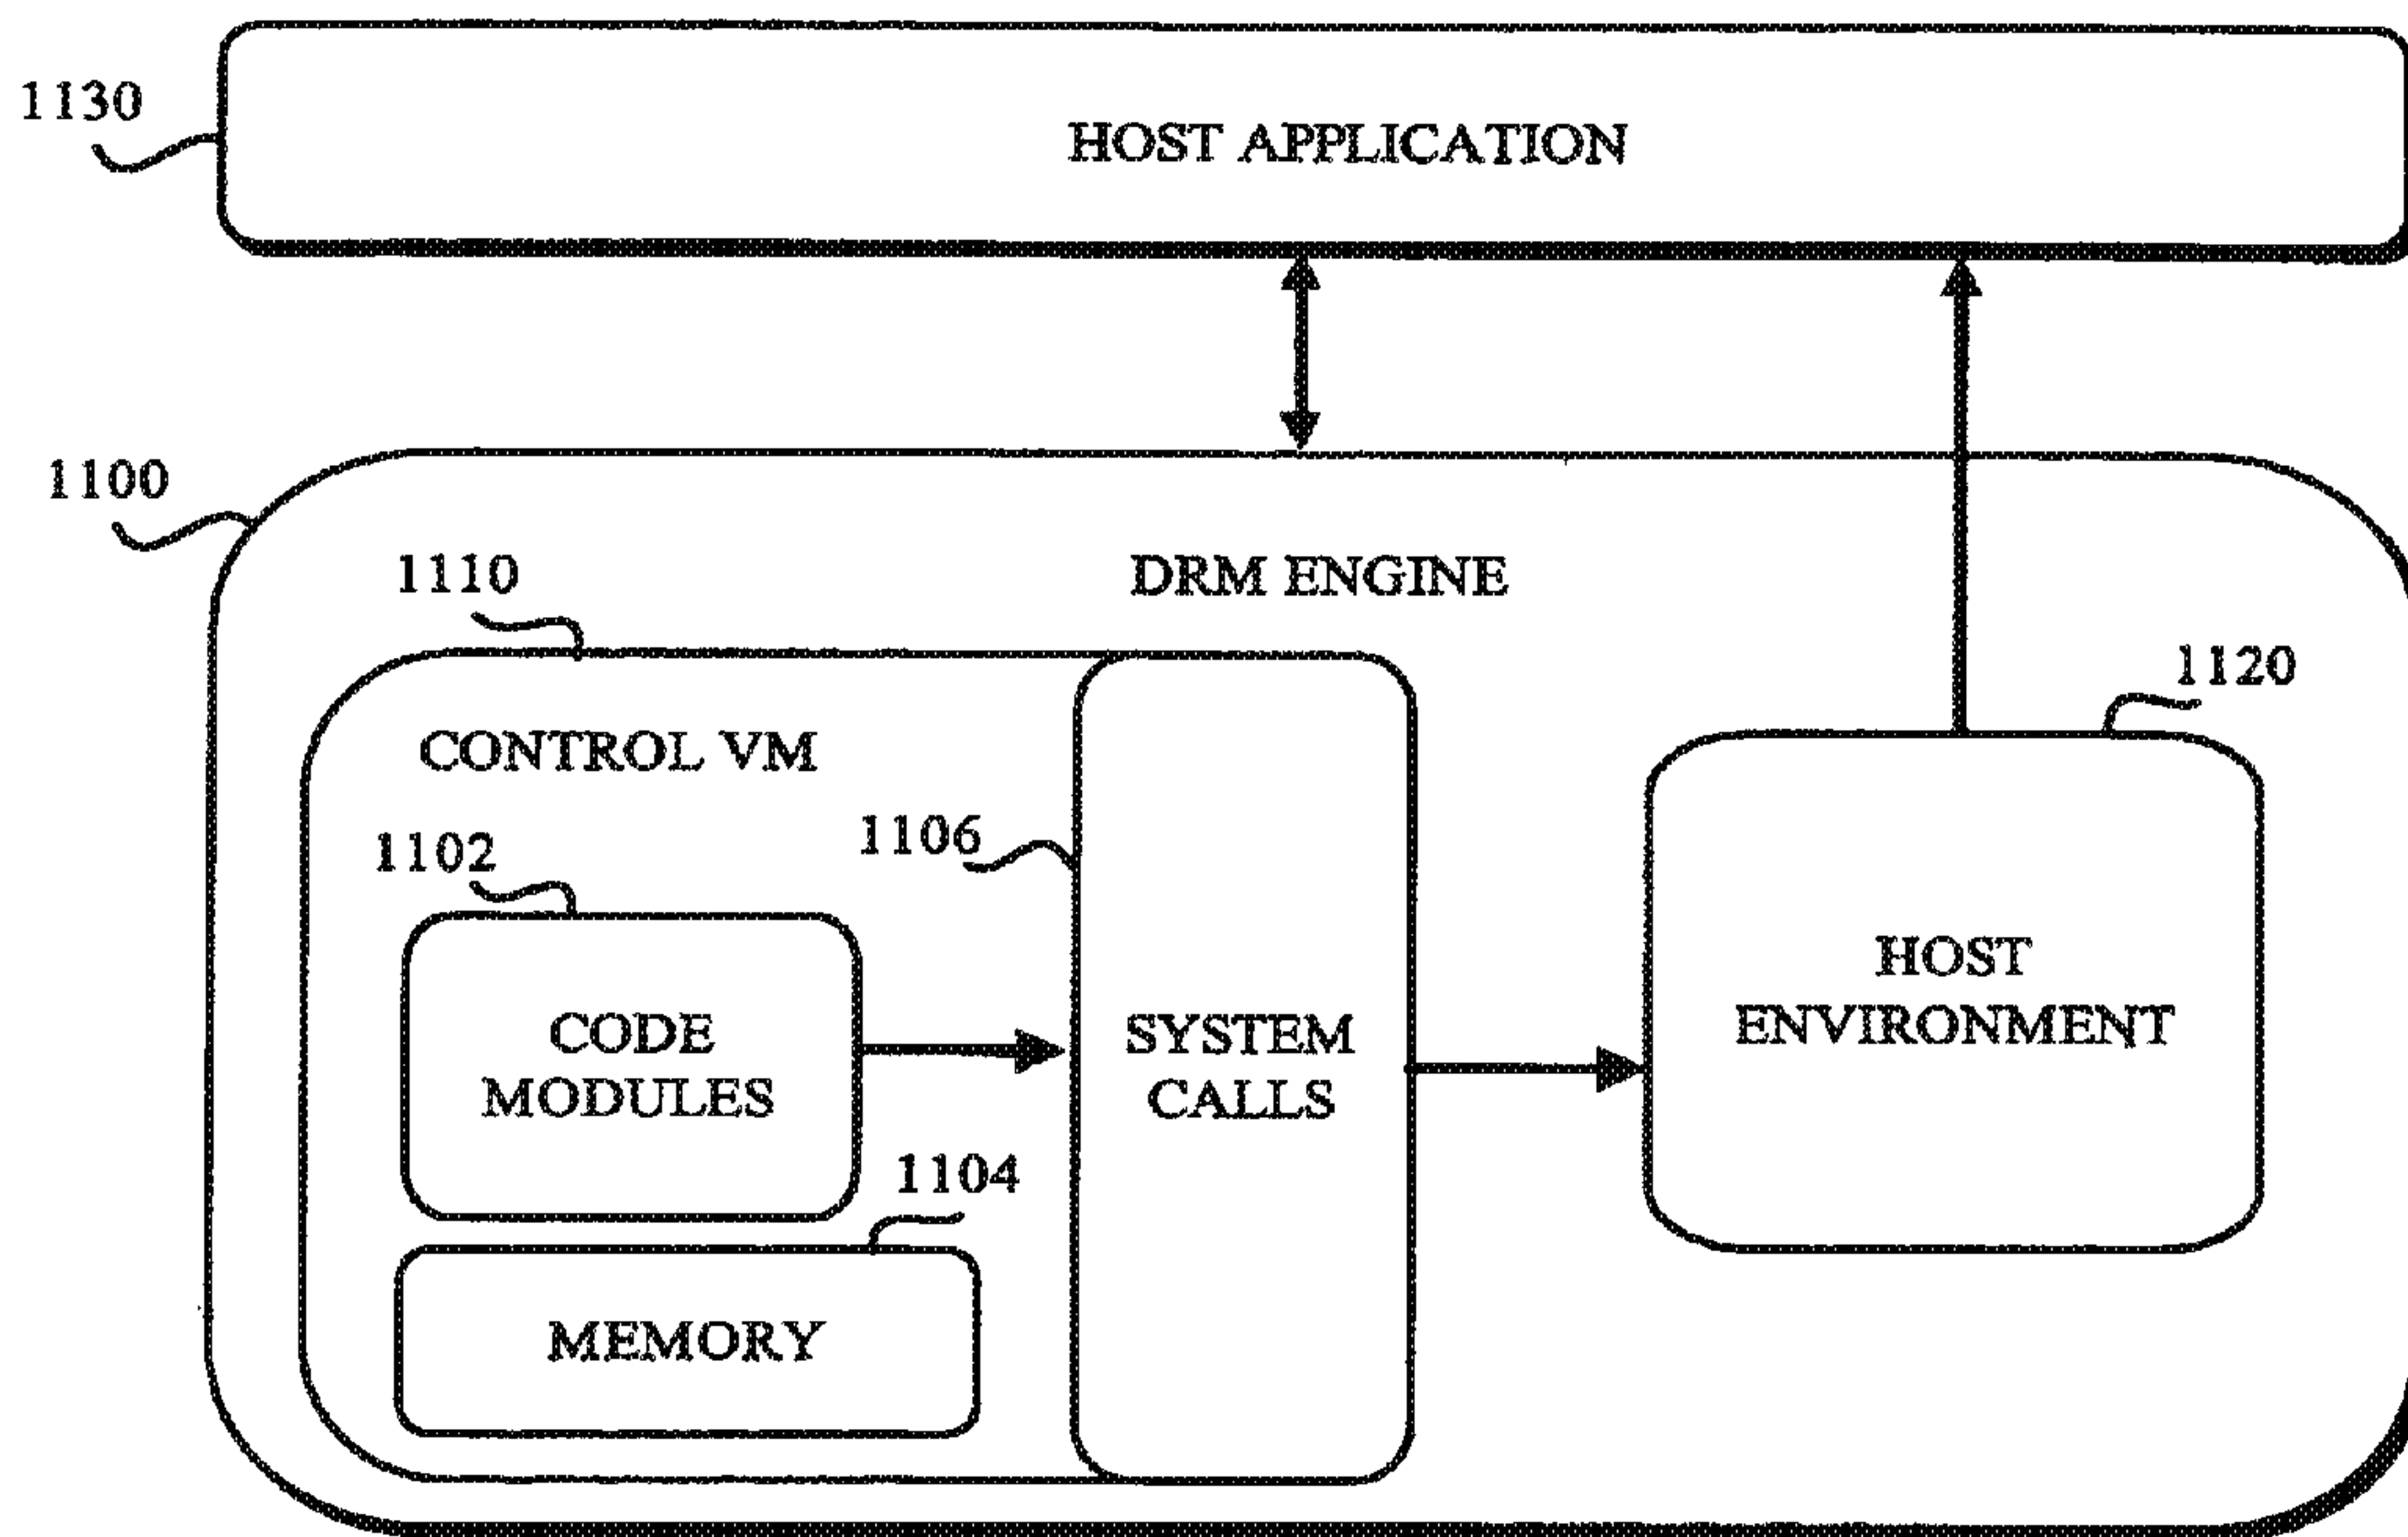 1130
HOST APPLICATION
1100
DRM ENGINE
1110
1120
CONTROL VM
1102
1106
CODE
MODULES
SYSTEM
CALLS
HOST
ENVIRONMENT
1104
MEMORY